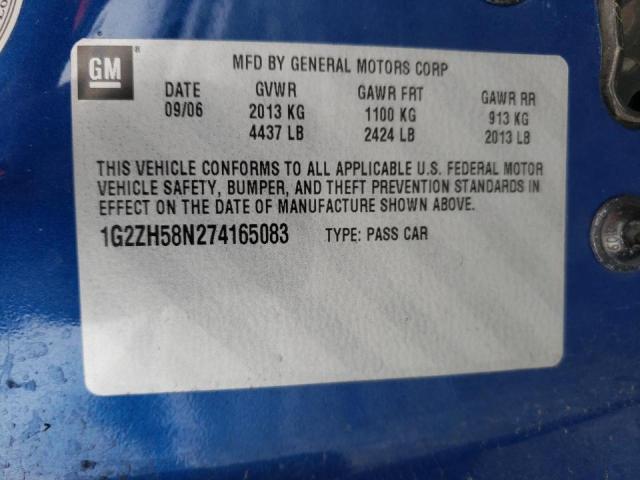 GM ®
MFD BY GENERAL MOTORS CORP
DATE GVWR GAWR FRT GAWR RR
09/06 2013 KG 1100 KG 913 KG
4437 LB 2424 LB 2013 LB
THIS VEHICLE CONFORMS TO ALL APPLICABLE U.S. FEDERAL MOTOR
VEHICLE SAFETY, BUMPER, AND THEFT PREVENTION STANDARDS IN
EFFECT ON THE DATE OF MANUFACTURE SHOWN ABOVE.
1G2ZH58N274165083 TYPE: PASS CAR